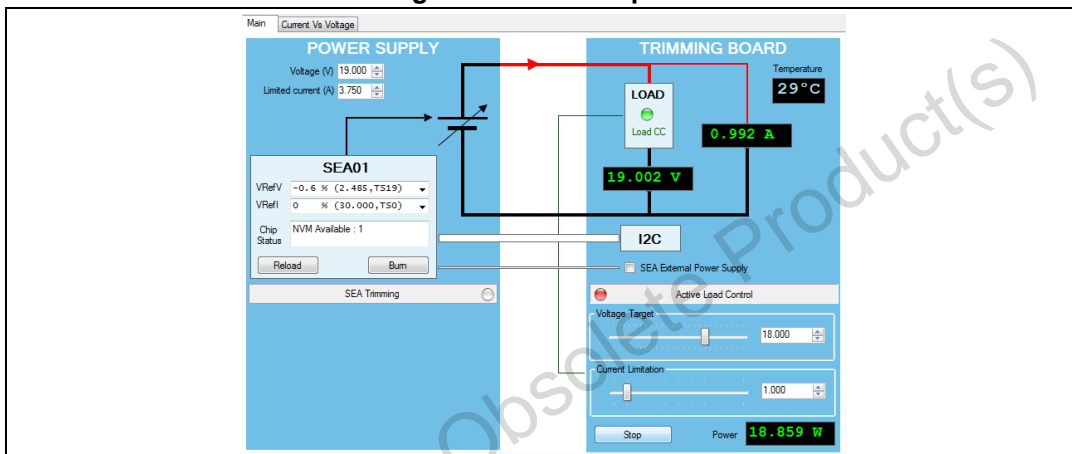 Main
Current Vs Voltage
POWER SUPPLY
Voltage (V) 19.000
Limited current (A) 3.750
SEA01
VRefV -0.6 % (2.485,TS19)
VRefI 0 % (30.000,TS0)
Chip Status NVM Available : 1
Reload
Burn
SEA Trimming
TRIMMING BOARD
Temperature
29°C
LOAD
Load CC
0.992 A
19.002 V
I2C
SEA External Power Supply
Active Load Control
Voltage Target
18.000
Current Limitation
1.000
Stop
Power 18.859 W
Obsolete Product(s)